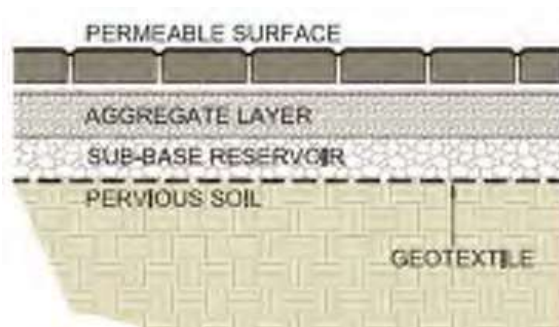 PERMEABLE SURFACE
AGGREGATE LAYER
SUB-BASE RESERVOIR
PERVIOUS SOIL
GEOTEXTILE